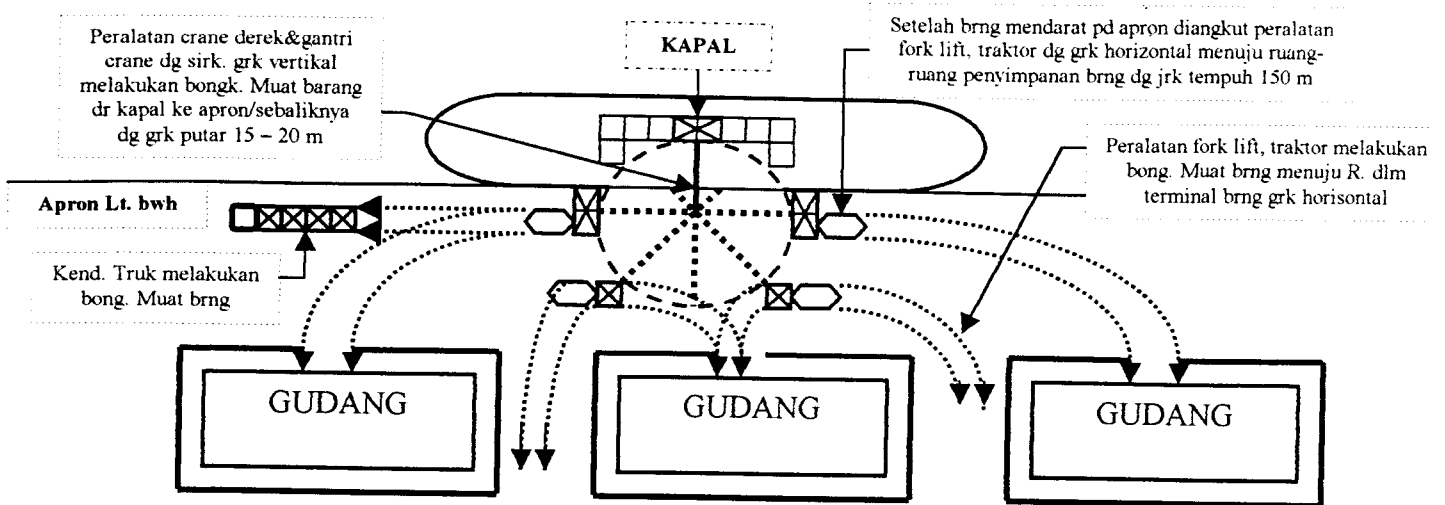 Peralatan crane derek&gantri
crane dg sirk. grk vertikal
melakukan bongk. Muat barang
dr kapal ke apron/sebaliknya
dg grk putar 15 – 20 m
KAPAL
Setelah brng mendarat pd apron diangkut peralatan
fork lift, traktor dg grk horizontal menuju ruang-
ruang penyimpanan brng dg jrk tempuh 150 m
Peralatan fork lift, traktor melakukan
bong. Muat brng menuju R. dlm
terminal brng grk horisontal
Apron Lt. bwh
Kend. Truk melakukan
bong. Muat brng
GUDANG
GUDANG
GUDANG